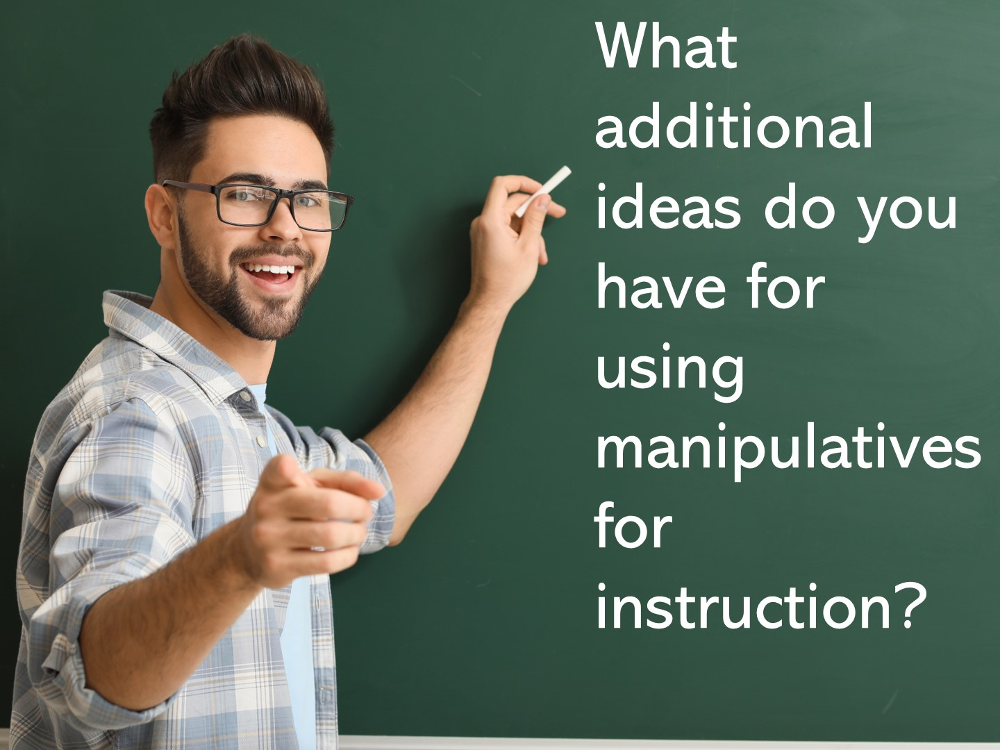 What
additional
ideas do you
have for
using
manipulatives
for
instruction?